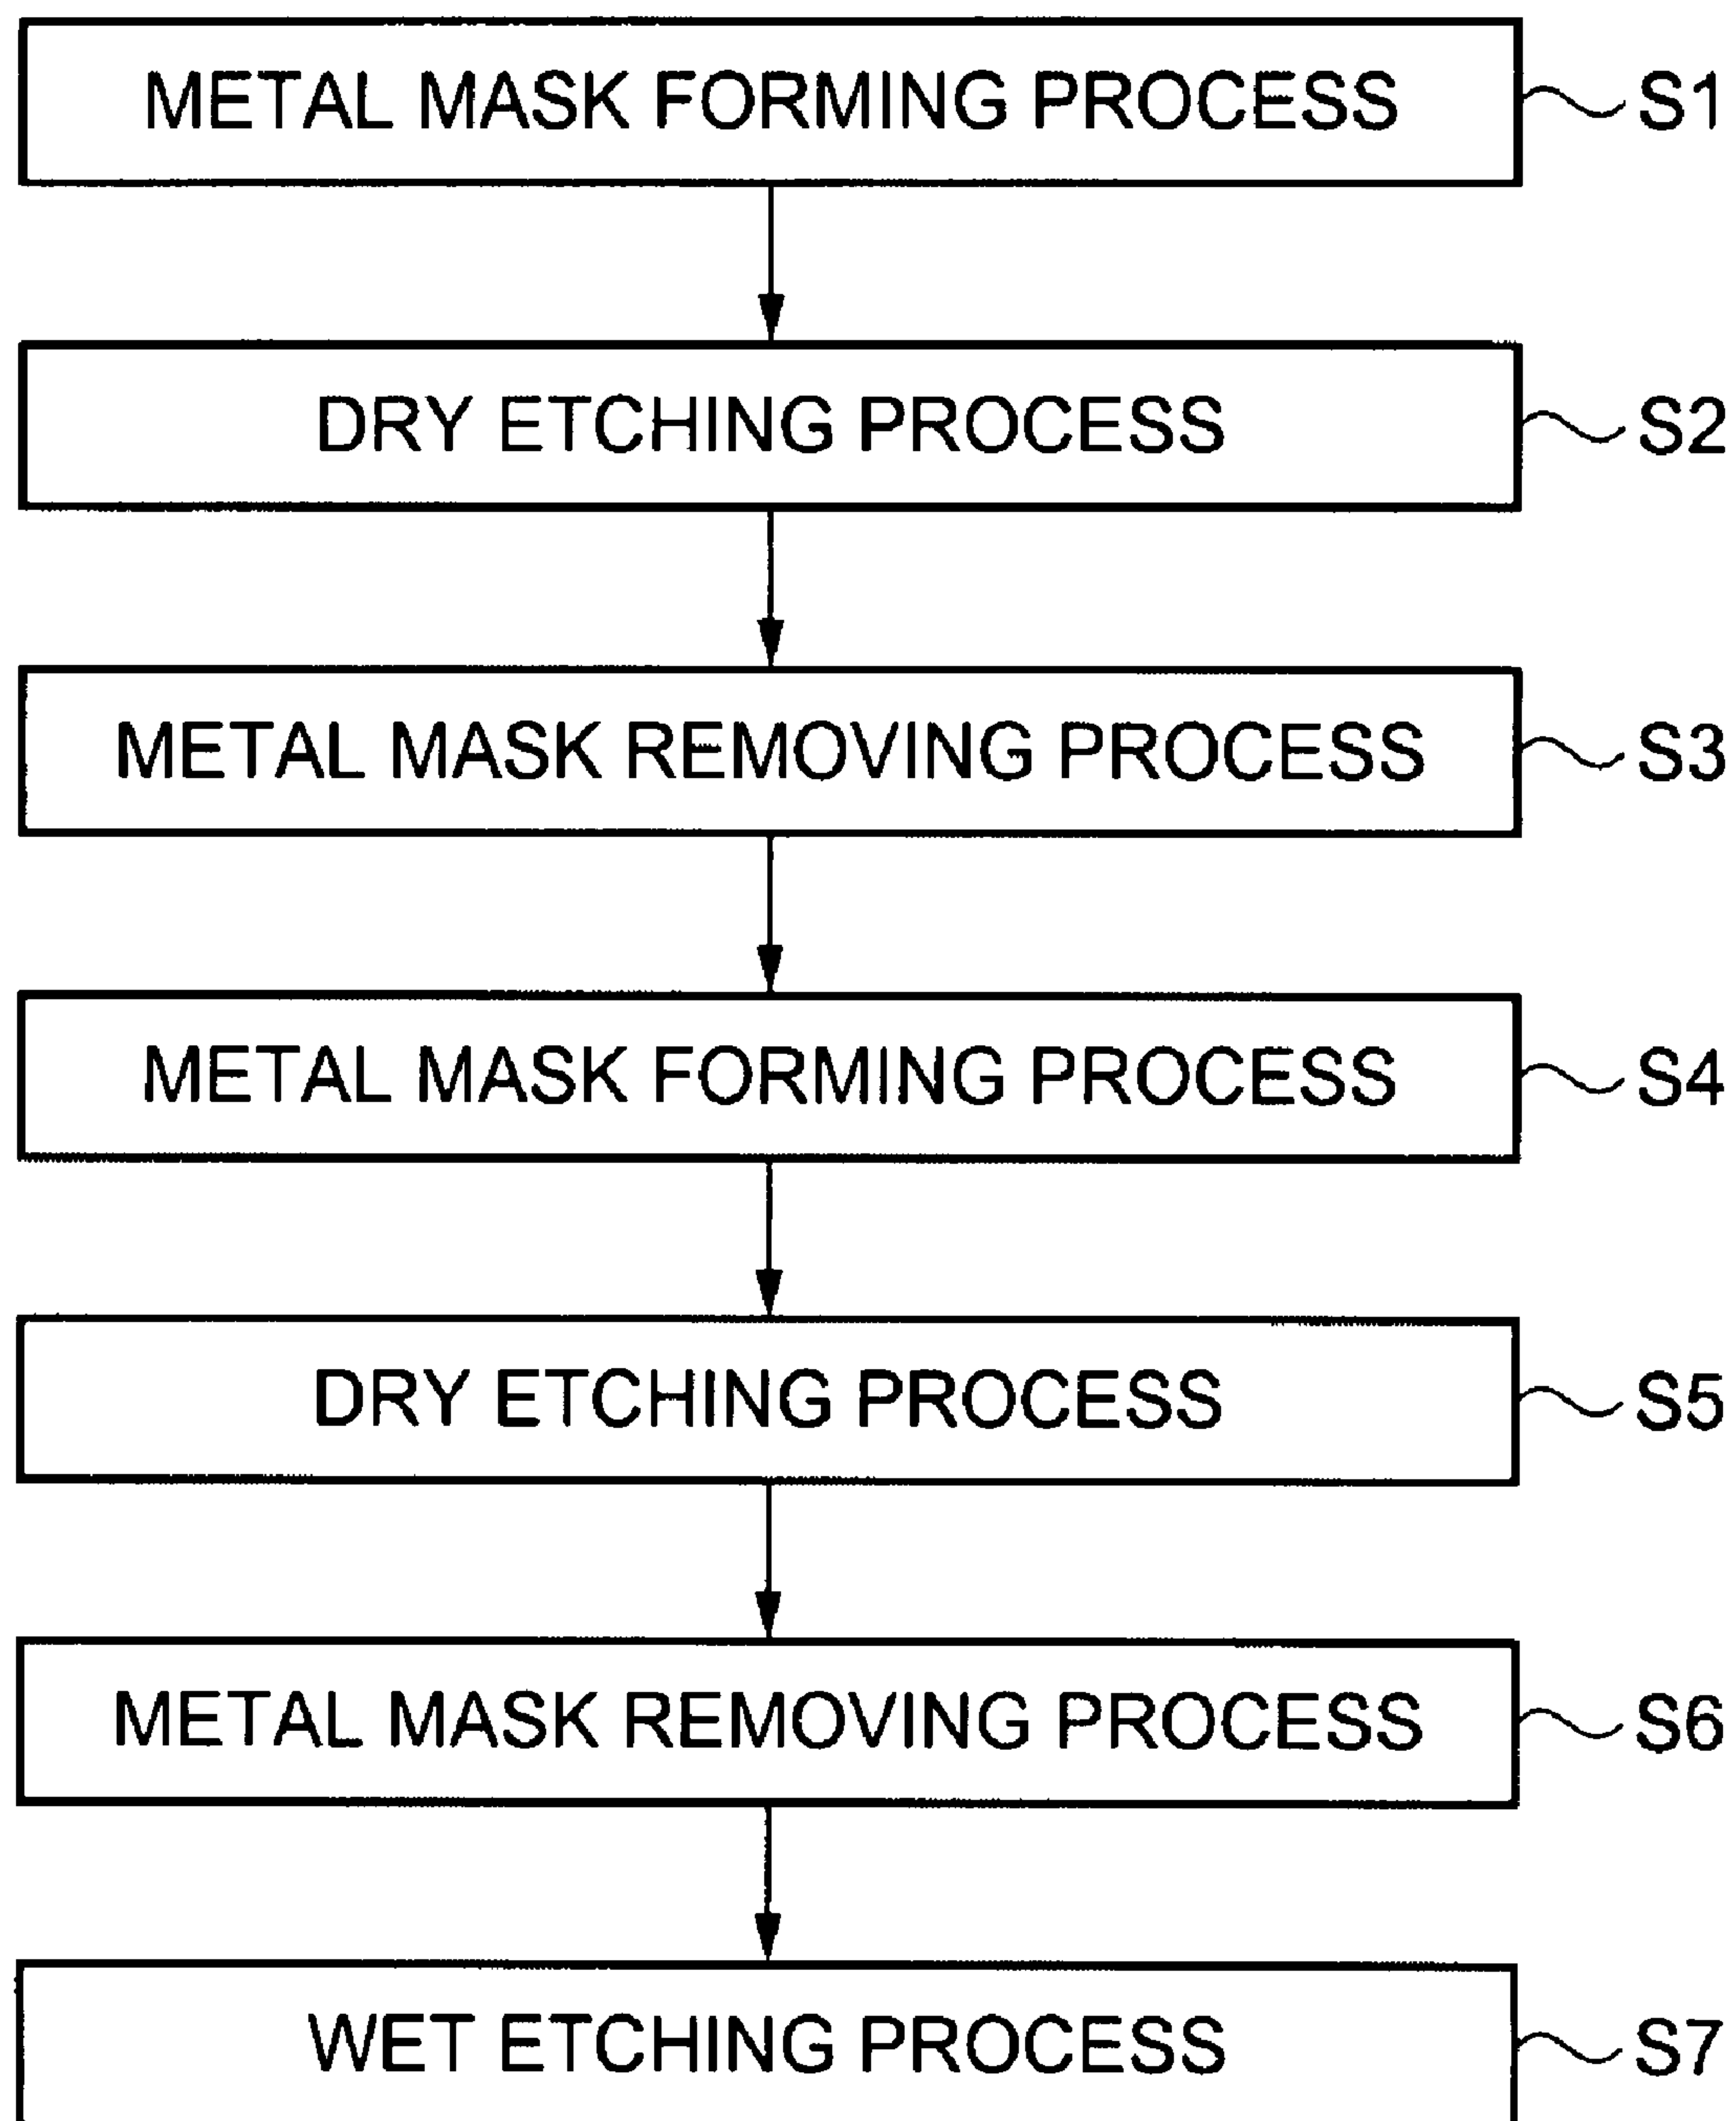 METAL MASK FORMING PROCESS S1
DRY ETCHING PROCESS S2
METAL MASK REMOVING PROCESS S3
METAL MASK FORMING PROCESS S4
DRY ETCHING PROCESS S5
METAL MASK REMOVING PROCESS S6
WET ETCHING PROCESS S7